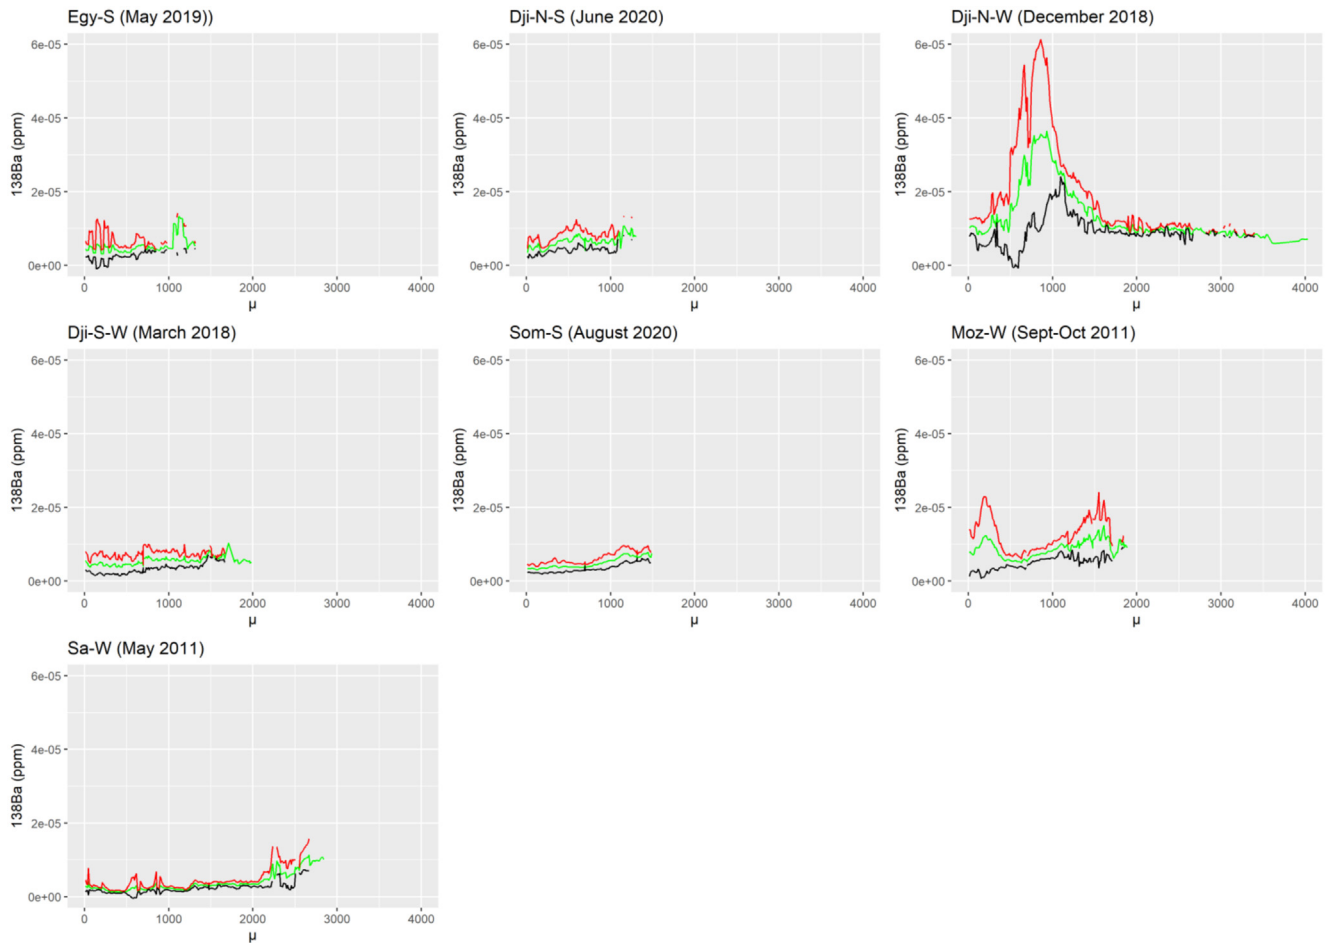 Egy-S (May 2019))
Dji-N-S (June 2020)
Dji-N-W (December 2018)
6e-05
4e-05
2e-05
0e+00
138Ba (ppm)
0
1000
2000
3000
4000
µ
6e-05
4e-05
2e-05
0e+00
138Ba (ppm)
0
1000
2000
3000
4000
µ
6e-05
4e-05
2e-05
0e+00
138Ba (ppm)
0
1000
2000
3000
4000
µ
Dji-S-W (March 2018)
Som-S (August 2020)
Moz-W (Sept-Oct 2011)
6e-05
4e-05
2e-05
0e+00
138Ba (ppm)
0
1000
2000
3000
4000
µ
6e-05
4e-05
2e-05
0e+00
138Ba (ppm)
0
1000
2000
3000
4000
µ
6e-05
4e-05
2e-05
0e+00
138Ba (ppm)
0
1000
2000
3000
4000
µ
Sa-W (May 2011)
6e-05
4e-05
2e-05
0e+00
138Ba (ppm)
0
1000
2000
3000
4000
µ